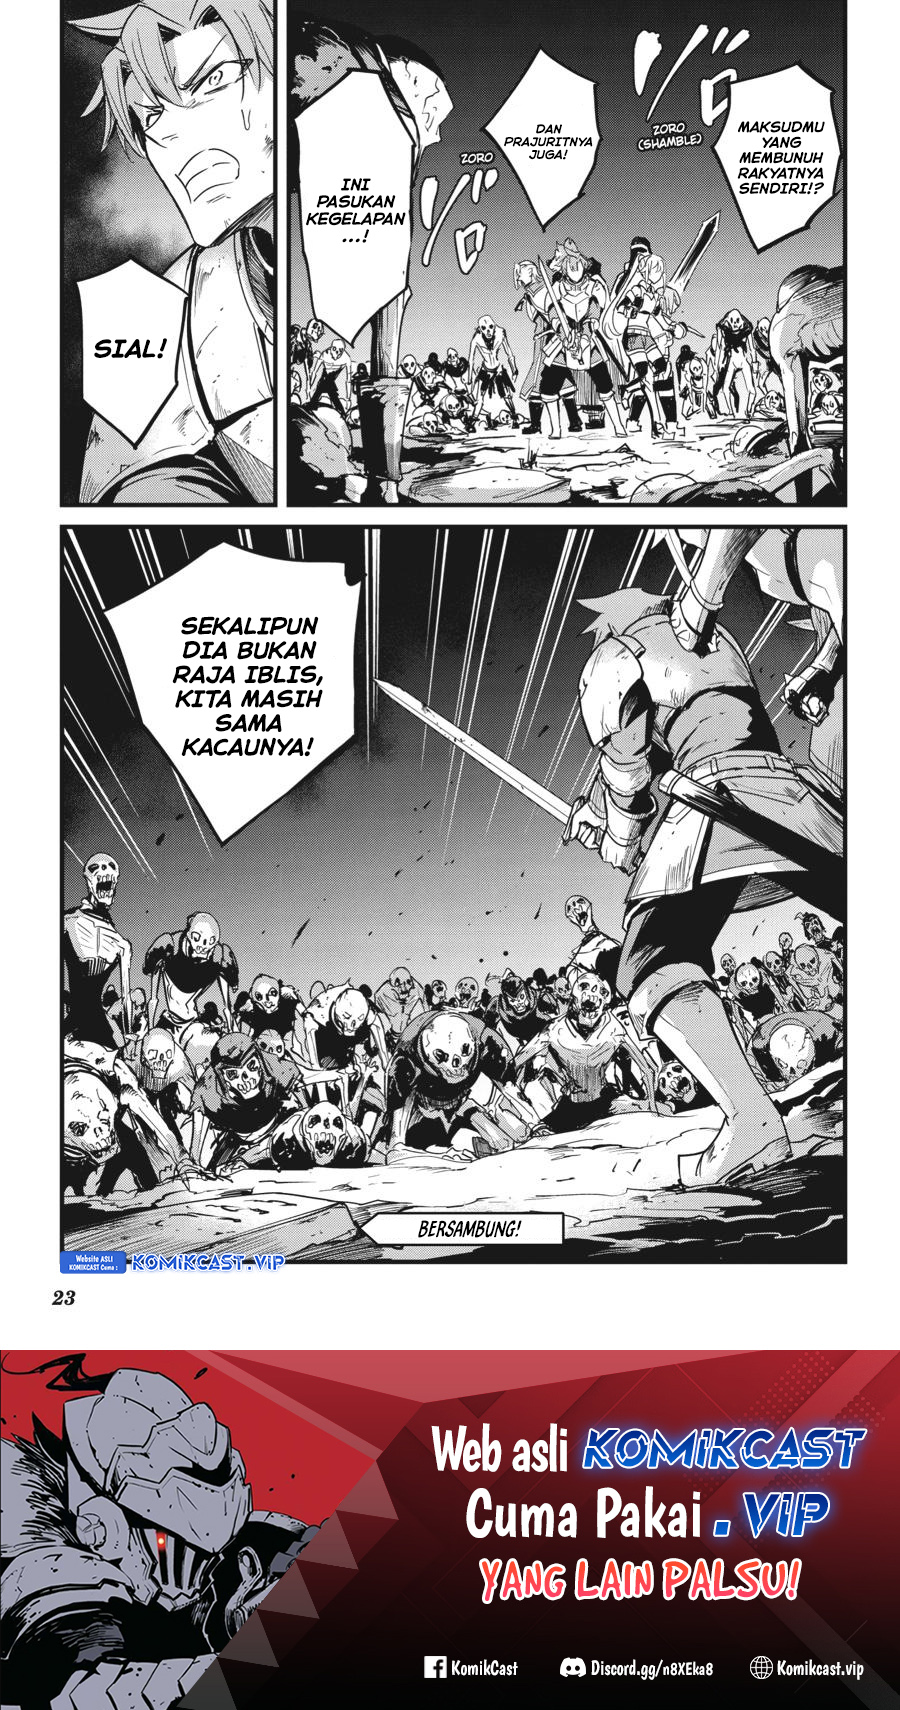 MAKSUDMU
YANG
MEMBUNUH
RAKYATNYA
SENDIRI!?
ZORO
(SHAMBLE)
DAN
PRAJURITNYA
JUGA!
ZORO
INI
PASUKAN
KEGELAPAN
...!
SIAL!
SEKALIPUN
DIA BUKAN
RAJA IBLIS,
KITA MASIH
SAMA
KACAUNYA!
BERSAMBUNG!
Website ASLI
KOMIKCAST Cuma :
KOMIKCAST.VIP
23
Web asli KOMIKCAST
Cuma Pakai . VIP
YANG LAIN PALSU!
KomikCast
Discord.gg/n8XEka8
Komikcast.vip